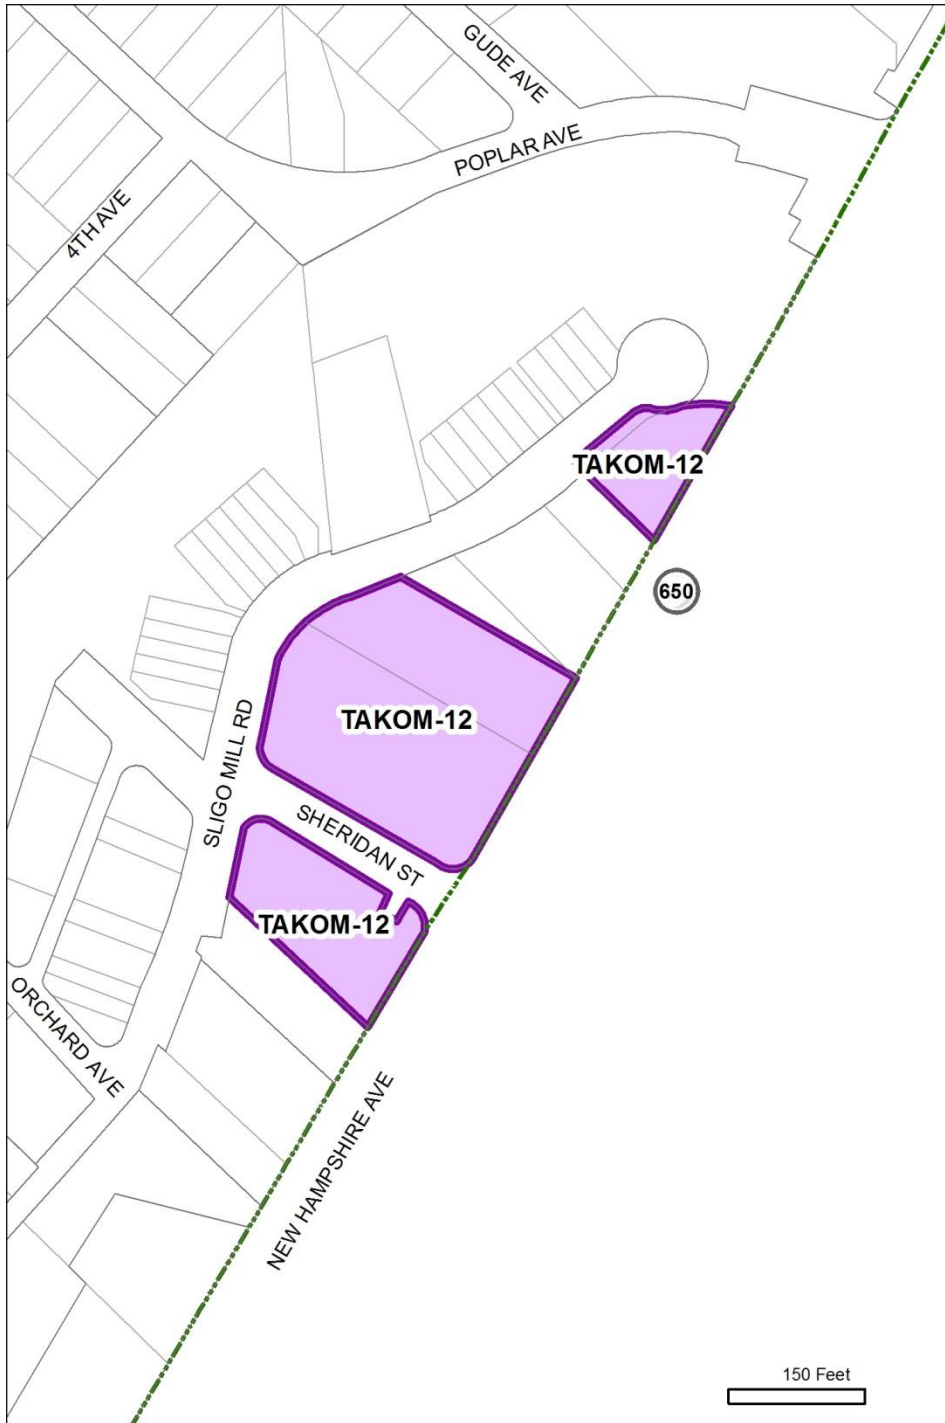 GUDE AVE
POPLAR AVE
4TH AVE
TAKOM-12
650
TAKOM-12
SLIGO MILL RD
SHERIDAN ST
TAKOM-12
ORCHARD AVE
NEW HAMPSHIRE AVE
150 Feet